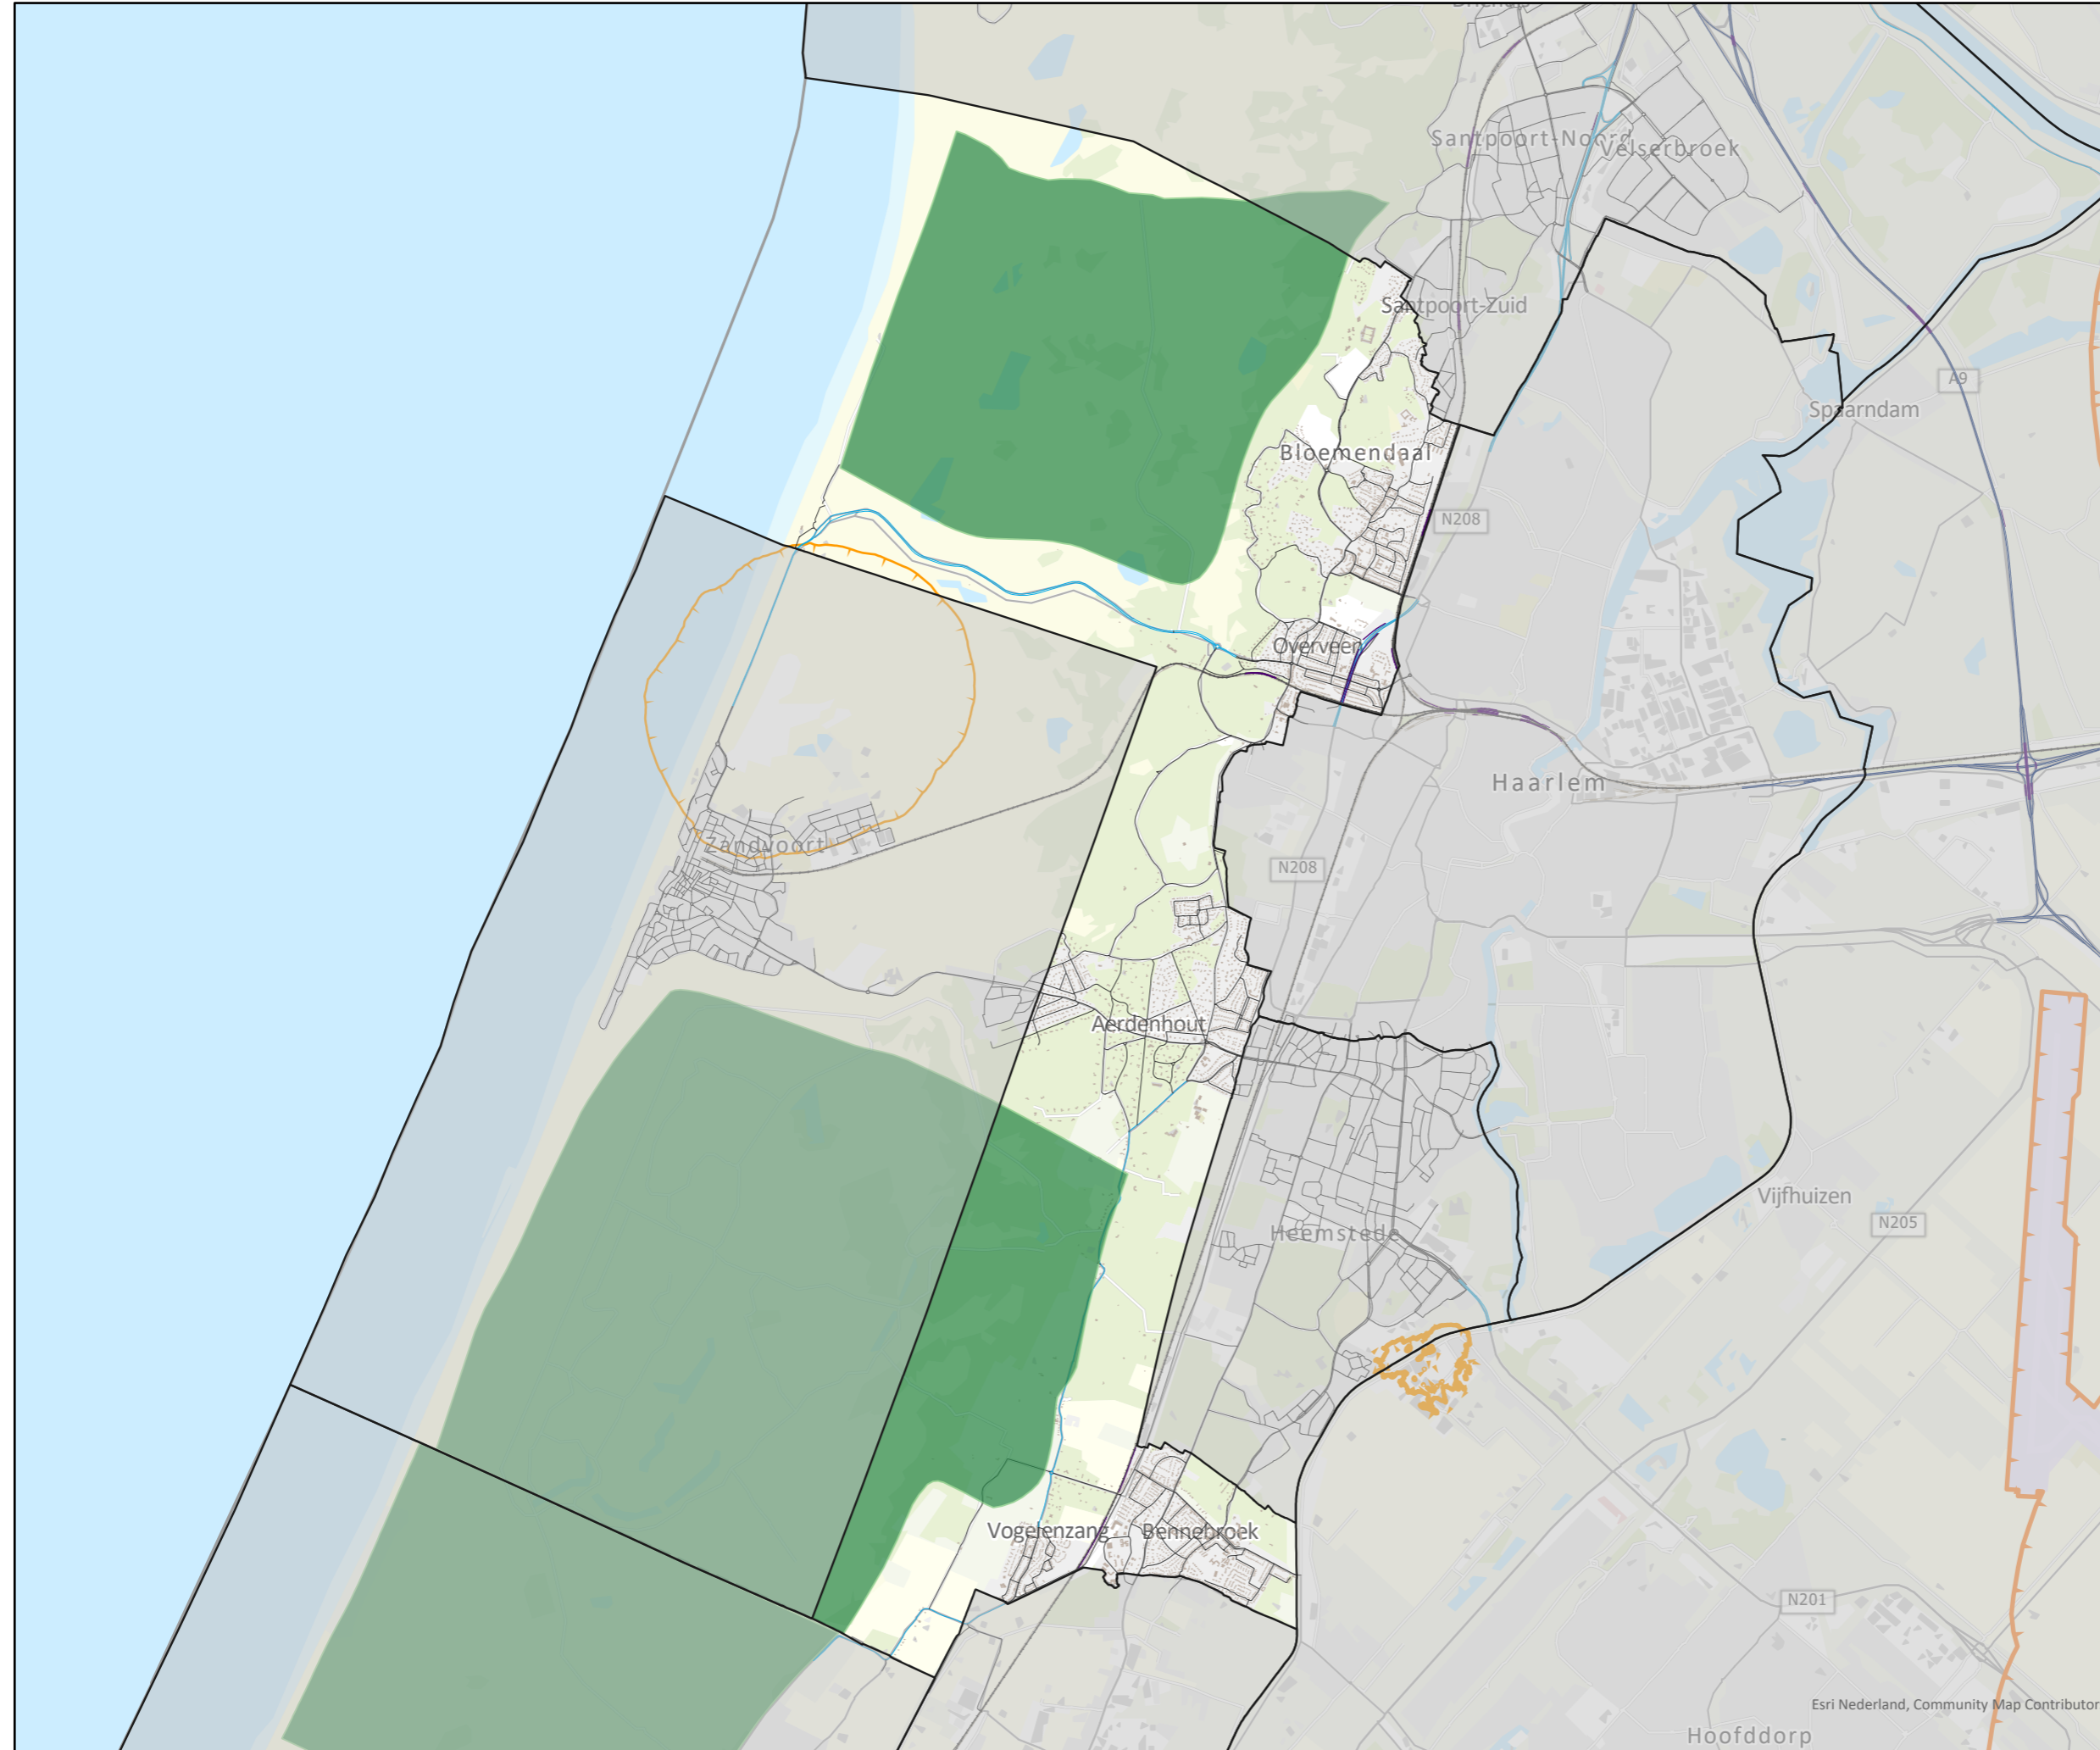 Santpoort-Noord
Velserbroek
Santpoort-Zuid
A9
Spaarndam
Bloemendaal
N208
Overveen
Haarlem
Zandvoort
N208
Aerdenhout
Vijfhuizen
N205
Heemstede
Vogelenzang
Bennebroek
N201
Esri Nederland, Community Map Contributor
Hoofddorp